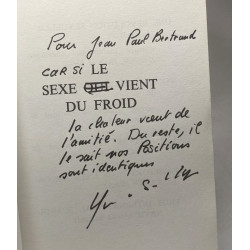 Pour Jean Paul Bertrand
car si LE
SEXE QUI VIENT
DU FROID
la chaleur vient de
l'amitié. Du reste, il
le sait nos Positions
sont identiques